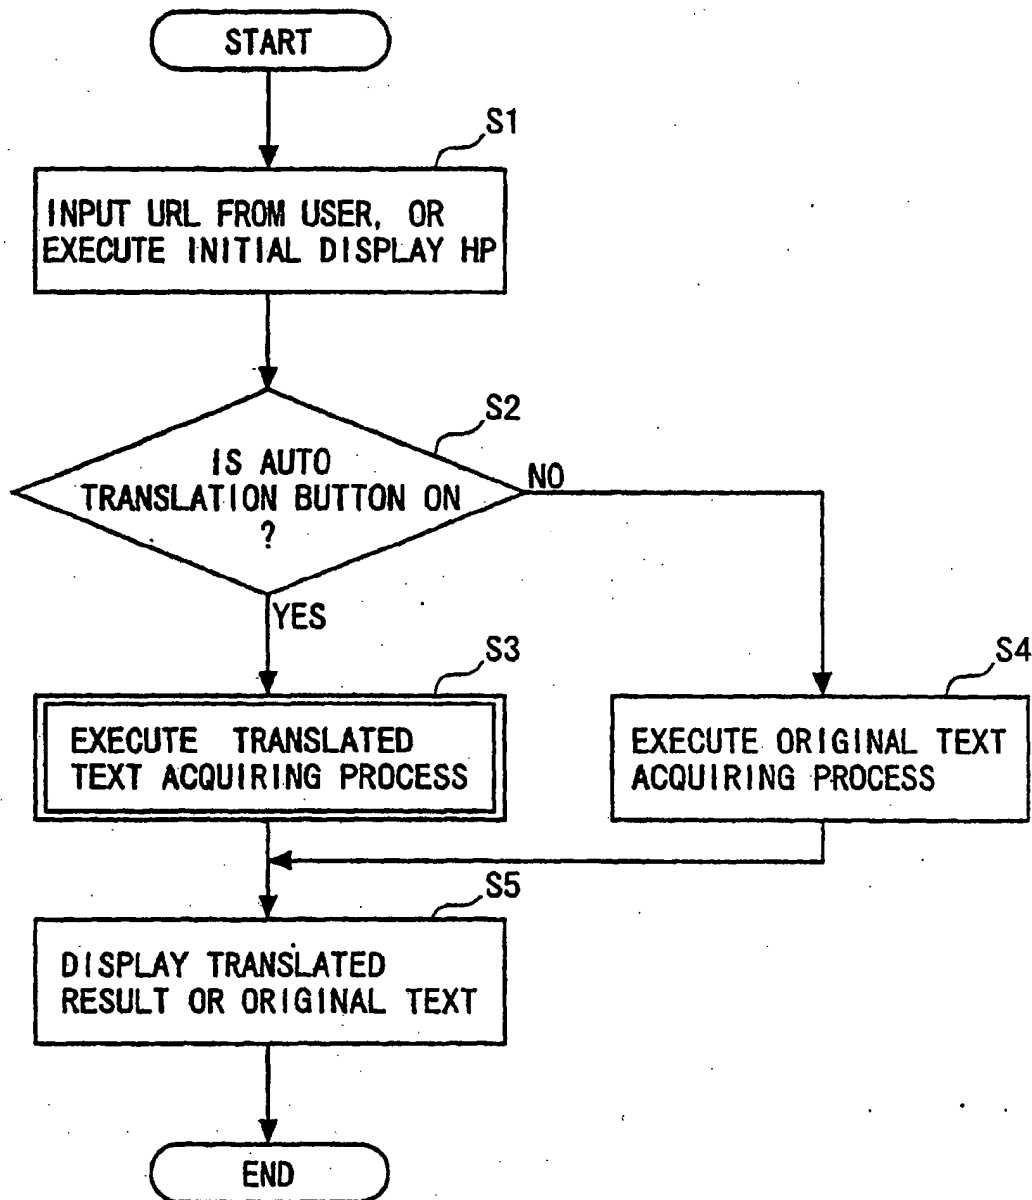 START
S1
INPUT URL FROM USER, OR
EXECUTE INITIAL DISPLAY HP
S2
IS AUTO
TRANSLATION BUTTON ON
?
NO
YES
S3
EXECUTE TRANSLATED
TEXT ACQUIRING PROCESS
S4
EXECUTE ORIGINAL TEXT
ACQUIRING PROCESS
S5
DISPLAY TRANSLATED
RESULT OR ORIGINAL TEXT
END